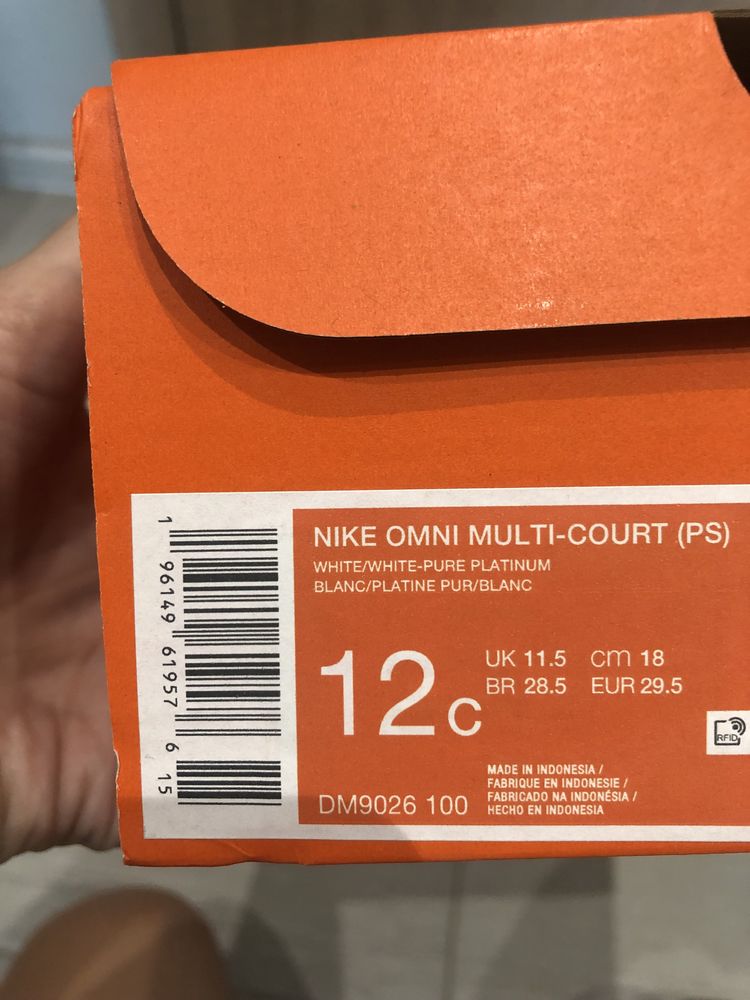 NIKE OMNI MULTI-COURT (PS)
WHITE/WHITE-PURE PLATINUM
BLANC/PLATINE PUR/BLANC
12c
UK 11.5 cm 18
BR 28.5 EUR 29.5
RFID
DM9026 100
MADE IN INDONESIA /
FABRIQUE EN INDONESIE /
FABRICADO NA INDONÉSIA /
HECHO EN INDONESIA
1 96149 61957 6 15